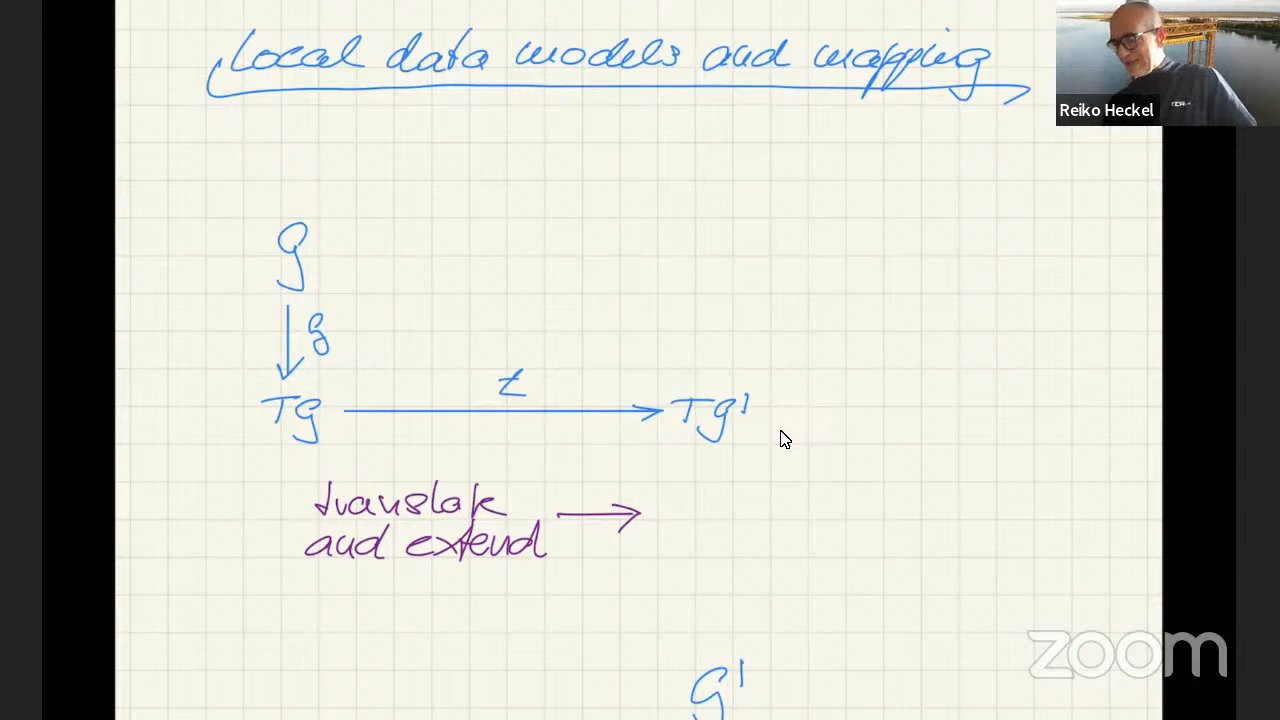 Local data models and mapping
Reiko Heckel
G
g
TG
t
TG'
translate
and extend
G'
zoom